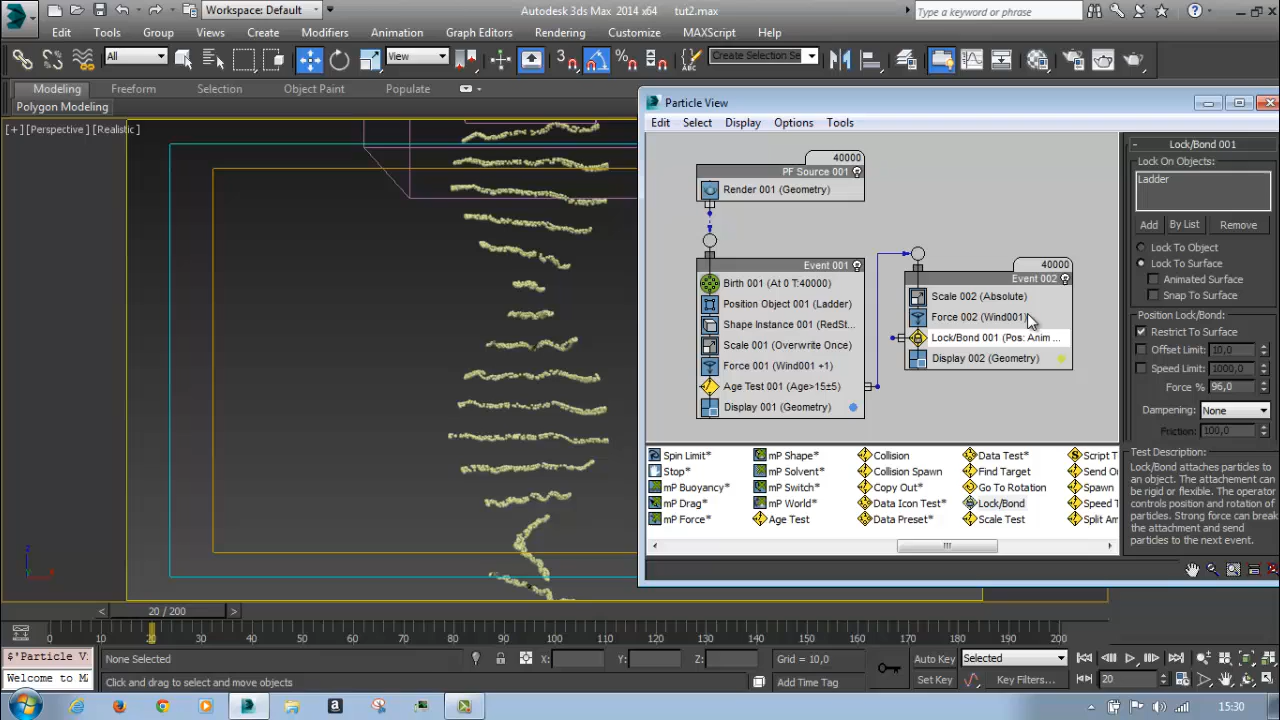 Workspace: Default
Autodesk 3ds Max 2014 x64 tut2.max
Type a keyword or phrase
Edit Tools Group Views Create Modifiers Animation Graph Editors Rendering Customize MAXScript Help
All View Create Selection Se
Modeling Freeform Selection Object Paint Populate
Polygon Modeling
[+] [Perspective] [Realistic]
Particle View
Edit Select Display Options Tools
40000
PF Source 001
Render 001 (Geometry)
Event 001
Birth 001 (At 0 T:40000)
Position Object 001 (Ladder)
Shape Instance 001 (RedSt...
Scale 001 (Overwrite Once)
Force 001 (Wind001 +1)
Age Test 001 (Age>15±5)
Display 001 (Geometry)
40000
Event 002
Scale 002 (Absolute)
Force 002 (Wind001)
Lock/Bond 001 (Pos: Anim ...
Display 002 (Geometry)
Lock/Bond 001
Lock On Objects:
Ladder
Add By List Remove
Lock To Object
Lock To Surface
Animated Surface
Snap To Surface
Position Lock/Bond:
Restrict To Surface
Offset Limit: 10,0
Speed Limit: 1000,0
Force % 96,0
Dampening: None
Friction: 100,0
Test Description:
Lock/Bond attaches particles to
an object. The attachement can
be rigid or flexible. The operator
controls position and rotation of
particles. Strong force can break
the attachment and send
particles to the next event.
Spin Limit* mP Shape* Collision Data Test* Script T
Stop* mP Solvent* Collision Spawn Find Target Send O
mP Buoyancy* mP Switch* Copy Out* Go To Rotation Spawn
mP Drag* mP World* Data Icon Test* Lock/Bond Speed T
mP Force* Age Test Data Preset* Scale Test Split Am
20 / 200
0 10 20 30 40 50 60 70 80 90 100 110 120 130 140 150 160 170 180 190 200
$'Particle V. None Selected X: Y: Z: Grid = 10,0 Auto Key Selected
Welcome to M Click and drag to select and move objects Add Time Tag Set Key Key Filters... 20
15:30